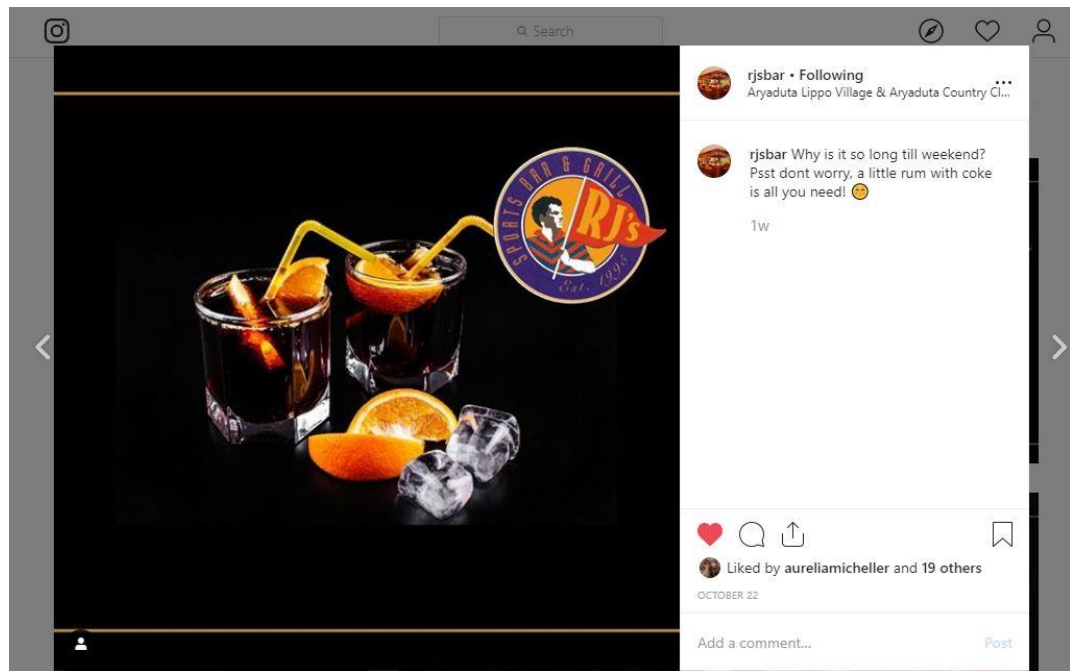 Search
SPORTS BAR & GRILL
RJ's
Est. 1995
rjsbar • Following
Aryaduta Lippo Village & Aryaduta Country Cl...
rjsbar Why is it so long till weekend?
Psst dont worry, a little rum with coke
is all you need! 😁
1w
Liked by aureliamicheller and 19 others
OCTOBER 22
Add a comment...
Post